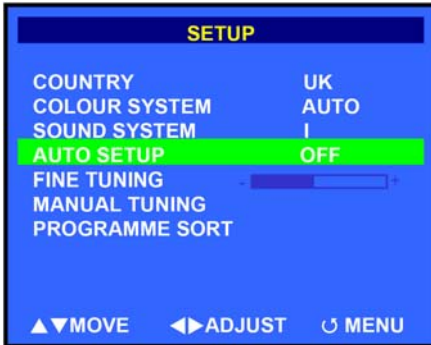 SETUP
COUNTRY UK
COLOUR SYSTEM AUTO
SOUND SYSTEM I
AUTO SETUP OFF
FINE TUNING - +
MANUAL TUNING
PROGRAMME SORT
▲▼MOVE ◀▶ADJUST ↺ MENU